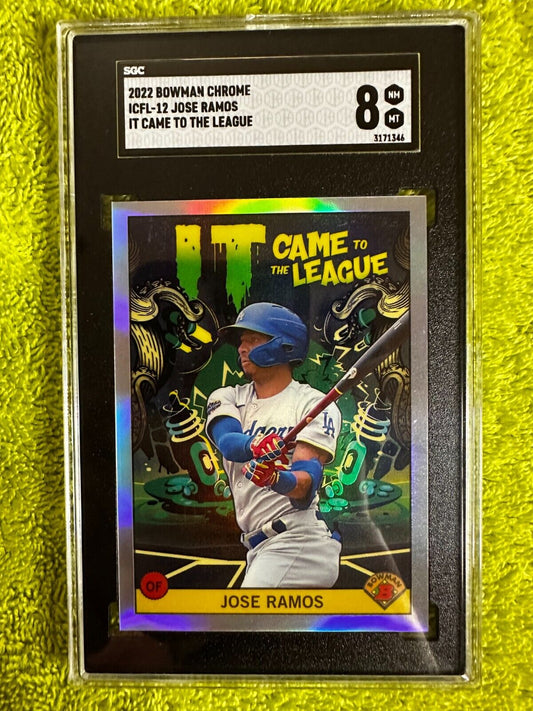 SGC
2022 BOWMAN CHROME
ICFL-12 JOSE RAMOS
IT CAME TO THE LEAGUE
8
NM
MT
3171346
IT CAME TO
THE LEAGUE
LA
OF
JOSE RAMOS
BOWMAN
B